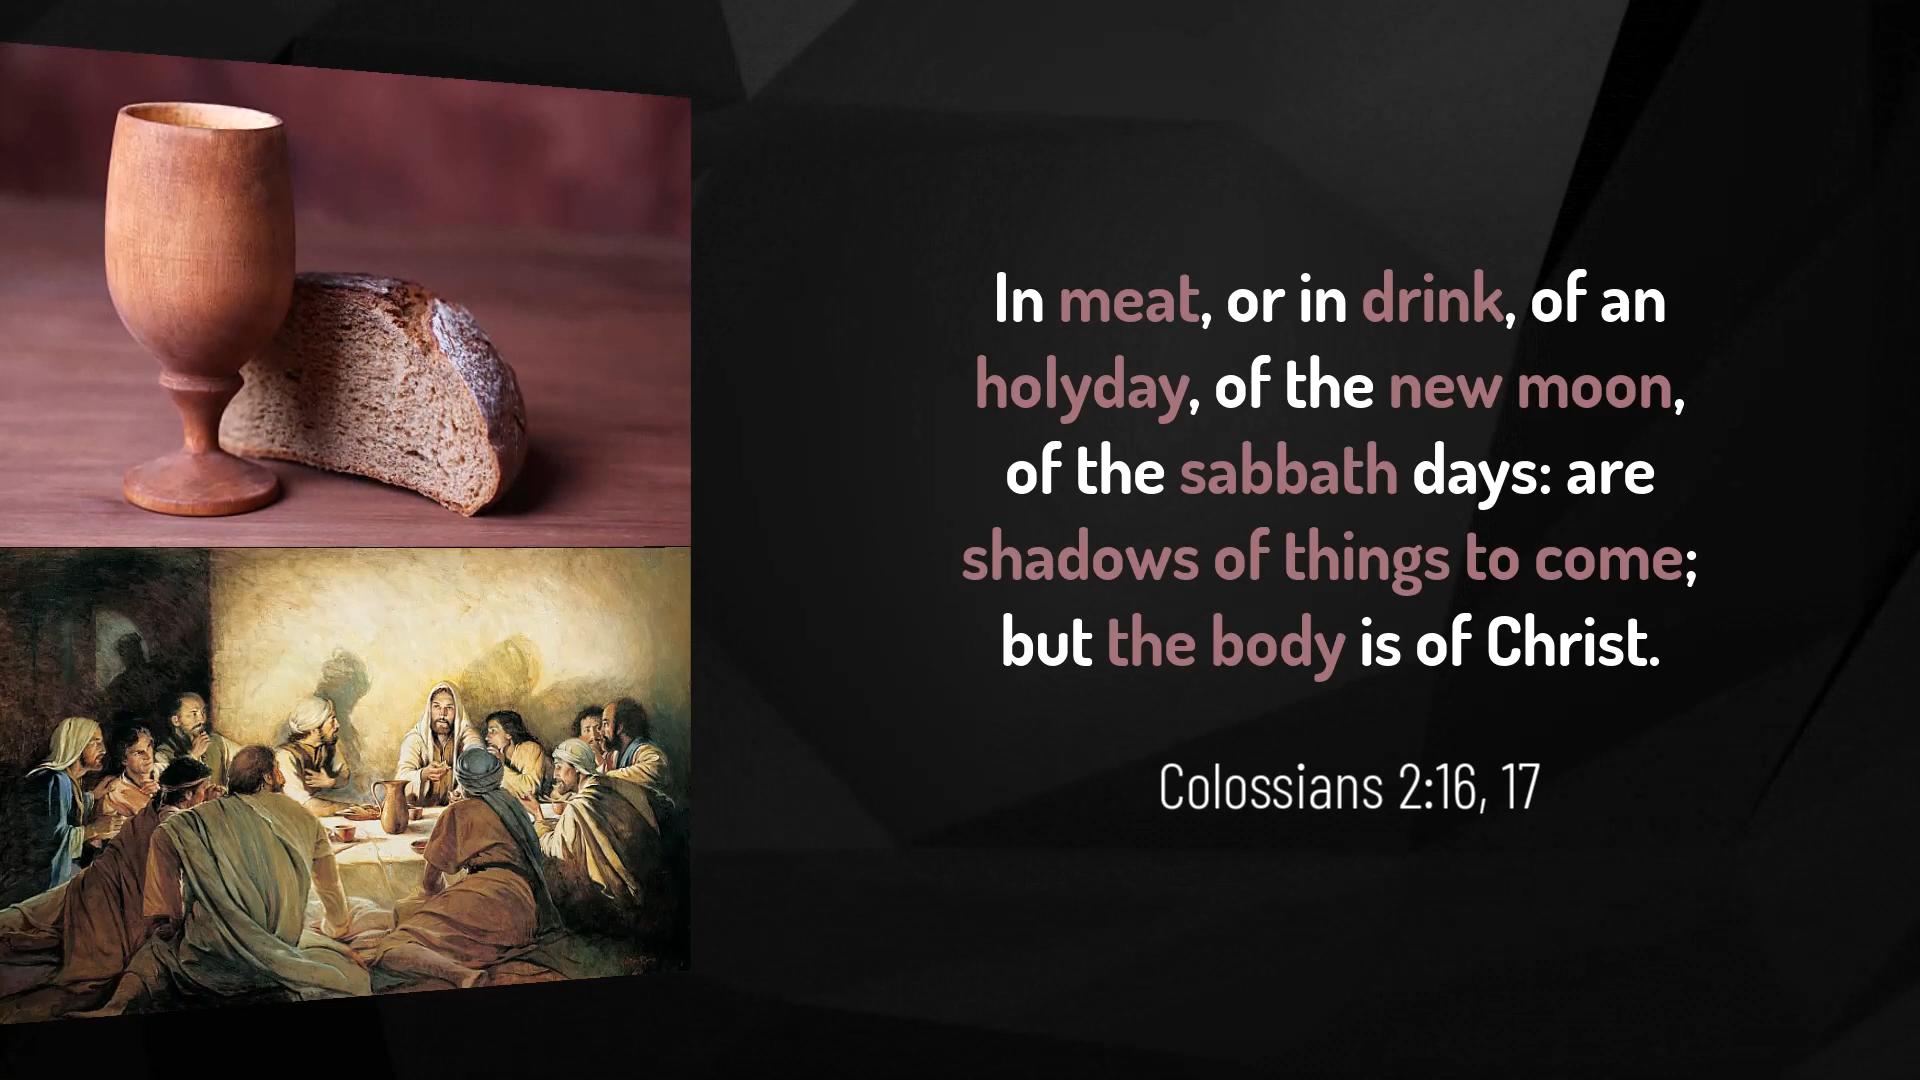 In meat, or in drink, of an
holyday, of the new moon,
of the sabbath days: are
shadows of things to come;
but the body is of Christ.
Colossians 2:16, 17